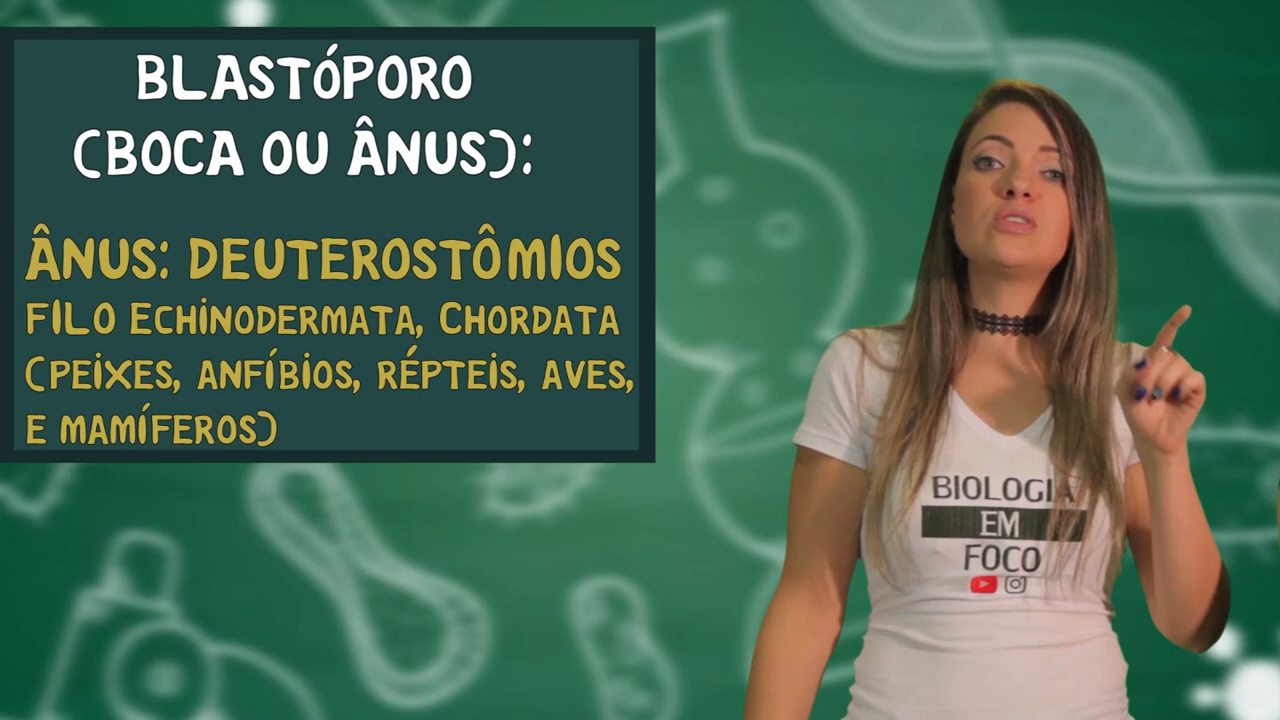 BLASTÓPORO
(BOCA OU ÂNUS):
ÂNUS: DEUTEROSTÔMIOS
FILO ECHINODERMATA, CHORDATA
(PEIXES, ANFÍBIOS, RÉPTEIS, AVES,
E MAMÍFEROS)
BIOLOGIA
EM
FOCO